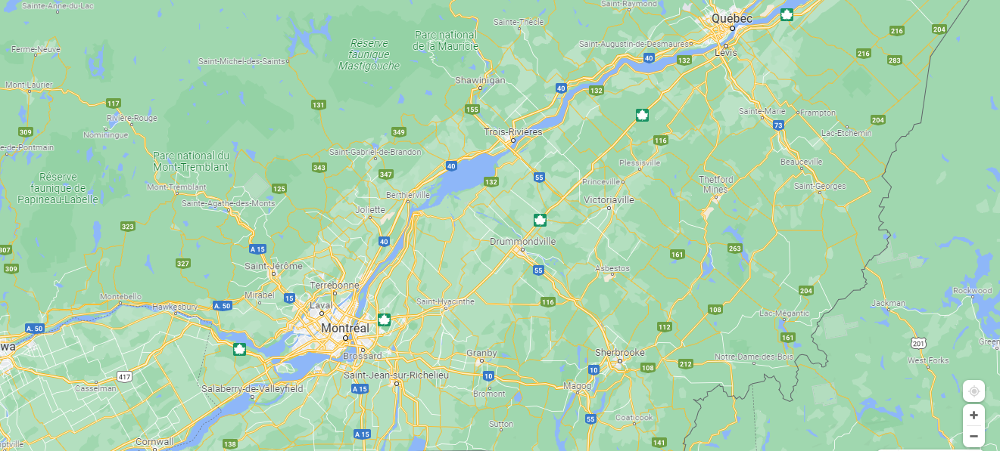 Sainte-Anne-du-Lac
Saint-Raymond
Québec
Sainte-Thècle
Parc national
de la Mauricie
216
204
Réserve
faunique
Mastigouche
Saint-Augustin-de-Desmaures
Lévis
Ferme-Neuve
216
Saint-Michel-des-Saints
40
132
283
Mont-Laurier
Shawinigan
40
132
117
131
155
Sainte-Marie
Frampton
Rivière-Rouge
204
73
309
Nominingue
349
Trois-Rivières
Lac-Etchemin
116
e-de-Pontmain
Saint-Gabriel-de-Brandon
Parc national du
Mont-Tremblant
343
40
Plessisville
Beauceville
347
132
55
Réserve
faunique de
Papineau-Labelle
Princeville
Thetford
Mines
Mont-Tremblant
125
Saint-Georges
Berthierville
Victoriaville
Sainte-Agathe-des-Monts
Joliette
323
40
Drummondville
307
A 15
263
161
309
327
Saint-Jérôme
55
Asbestos
Terrebonne
204
Rockwood
Montebello
Mirabel
15
Saint-Hyacinthe
116
Jackman
A. 50
Hawkesbury
Laval
108
Lac-Mégantic
A. 50
Montréal
112
161
201
Green
wa
Brossard
Granby
Sherbrooke
Notre-Dame-des-Bois
West Forks
417
Saint-Jean-sur-Richelieu
10
10
108
212
Casselman
Salaberry-de-Valleyfield
A 15
Bromont
Magog
55
Coaticook
Sutton
A 15
Cornwall
138
141
ptville
+
−